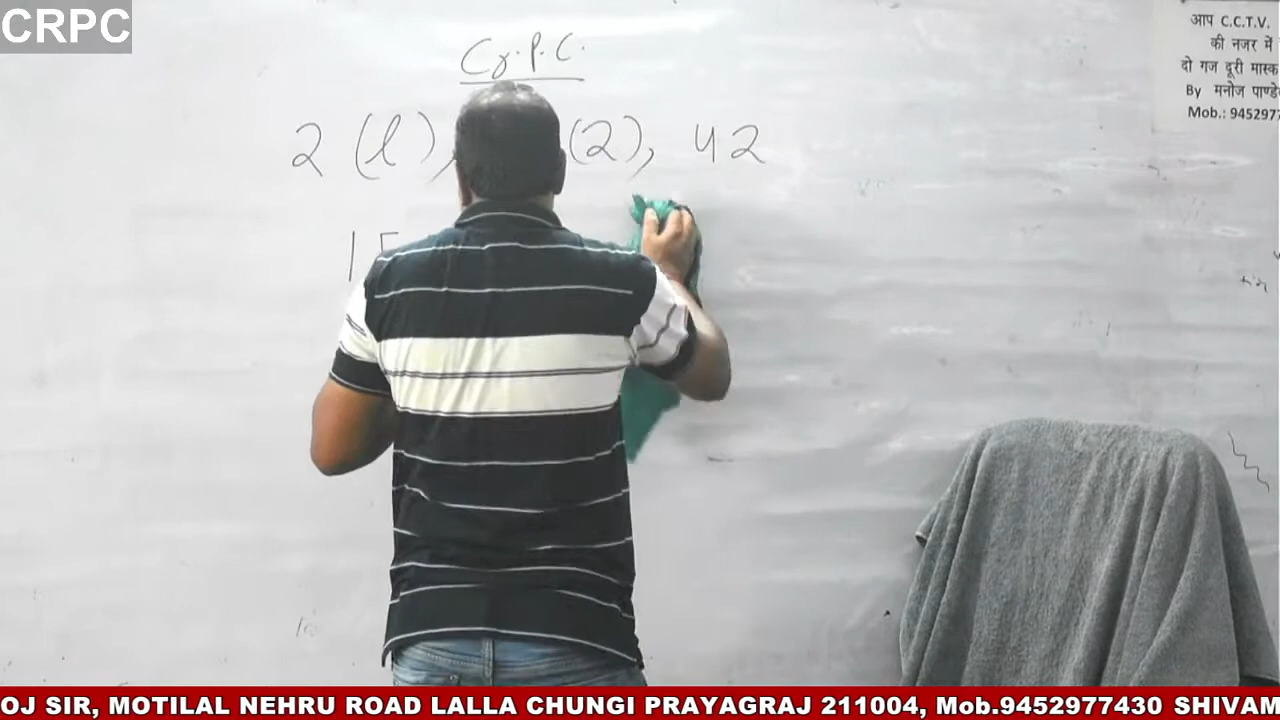 CRPC
Cr.P.C.
2 (l), (2), 42
आप C.C.T.V.
की नजर में
दो गज दूरी मास्क
By मनोज पाण्डे
Mob.: 945297
OJ SIR, MOTILAL NEHRU ROAD LALLA CHUNGI PRAYAGRAJ 211004, Mob.9452977430 SHIVAM